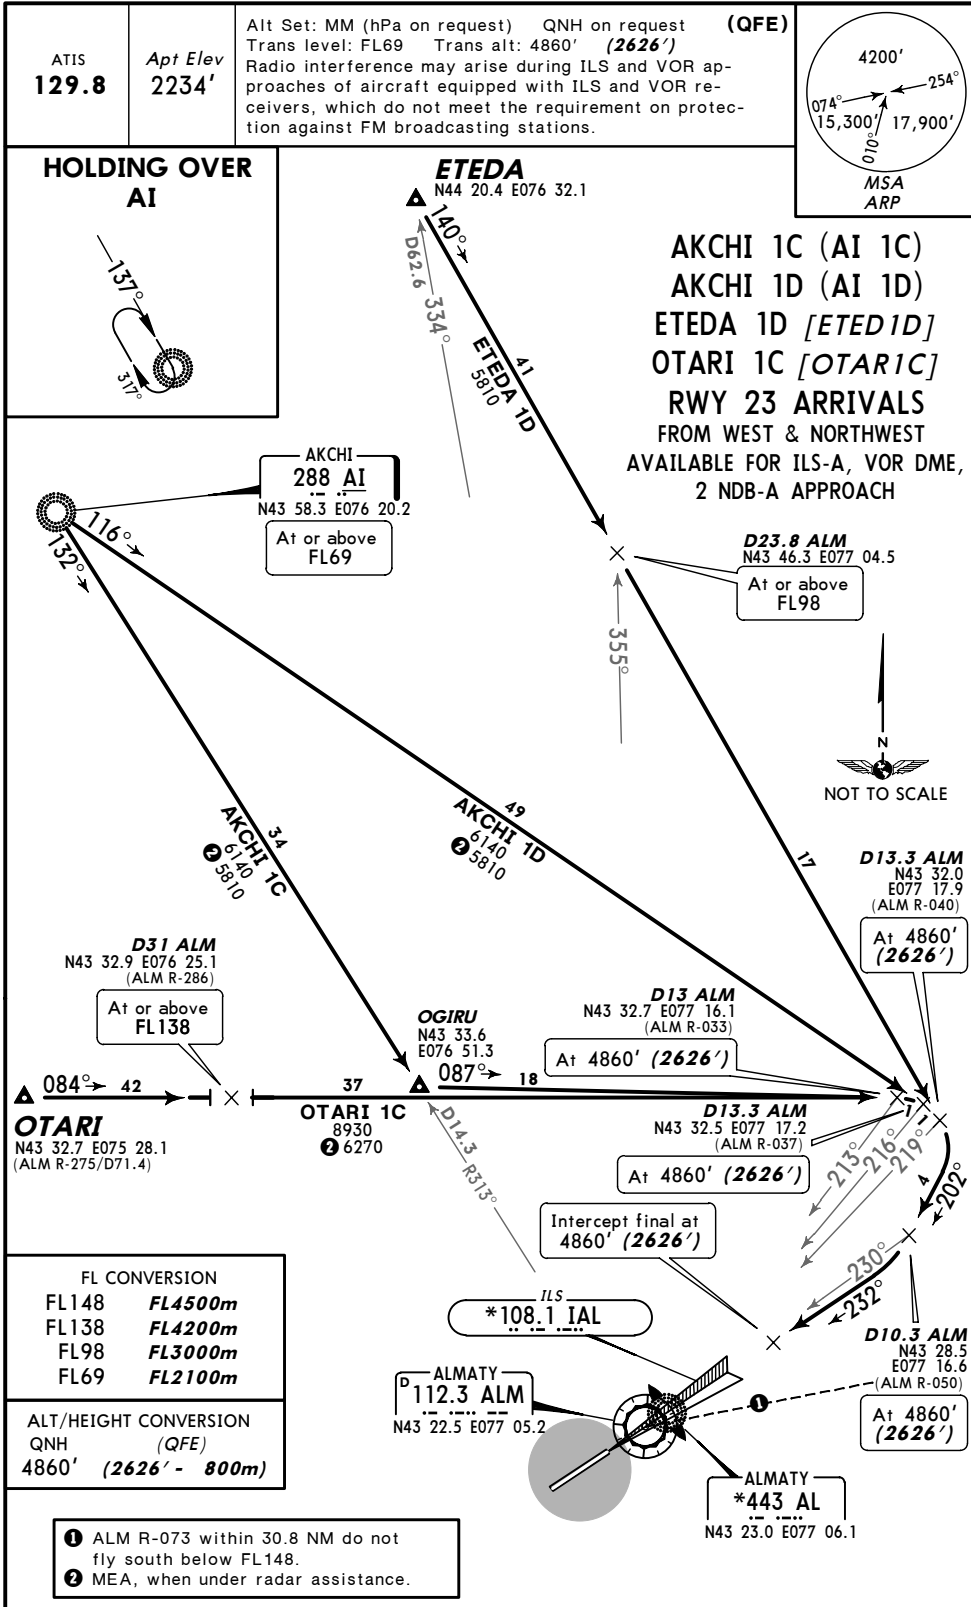 ATIS
129.8
Apt Elev
2234'
Alt Set: MM (hPa on request) QNH on request (QFE)
Trans level: FL69 Trans alt: 4860' (2626')
Radio interference may arise during ILS and VOR ap-
proaches of aircraft equipped with ILS and VOR re-
ceivers, which do not meet the requirement on protec-
tion against FM broadcasting stations.
4200'
074°
254°
15,300'
17,900'
010°
MSA
ARP
HOLDING OVER
AI
137°
317°
ETEDA
N44 20.4 E076 32.1
140°
D62.6 334°
41
ETEDA 1D
5810
AKCHI 1C (AI 1C)
AKCHI 1D (AI 1D)
ETEDA 1D [ETED1D]
OTARI 1C [OTAR1C]
RWY 23 ARRIVALS
FROM WEST & NORTHWEST
AVAILABLE FOR ILS-A, VOR DME,
2 NDB-A APPROACH
AKCHI
288 AI
N43 58.3 E076 20.2
At or above
FL69
116°
132°
D23.8 ALM
N43 46.3 E077 04.5
At or above
FL98
355°
N
NOT TO SCALE
34
AKCHI 1C
6140
2 5810
49
AKCHI 1D
6140
2 5810
17
D13.3 ALM
N43 32.0
E077 17.9
(ALM R-040)
At 4860'
(2626')
D31 ALM
N43 32.9 E076 25.1
(ALM R-286)
At or above
FL138
OGIRU
N43 33.6
E076 51.3
D13 ALM
N43 32.7 E077 16.1
(ALM R-033)
At 4860' (2626')
084°
42
37
087°
18
OTARI
N43 32.7 E075 28.1
(ALM R-275/D71.4)
OTARI 1C
8930
2 6270
D14.3 R313°
D13.3 ALM
N43 32.5 E077 17.2
(ALM R-037)
At 4860' (2626')
1
1
213°
216°
219°
4
202°
Intercept final at
4860' (2626')
230°
232°
D10.3 ALM
N43 28.5
E077 16.6
(ALM R-050)
At 4860'
(2626')
FL CONVERSION
FL148 FL4500m
FL138 FL4200m
FL98 FL3000m
FL69 FL2100m
ALT/HEIGHT CONVERSION
QNH (QFE)
4860' (2626' - 800m)
ILS
*108.1 IAL
ALMATY
D 112.3 ALM
N43 22.5 E077 05.2
1
ALMATY
*443 AL
N43 23.0 E077 06.1
1 ALM R-073 within 30.8 NM do not
fly south below FL148.
2 MEA, when under radar assistance.